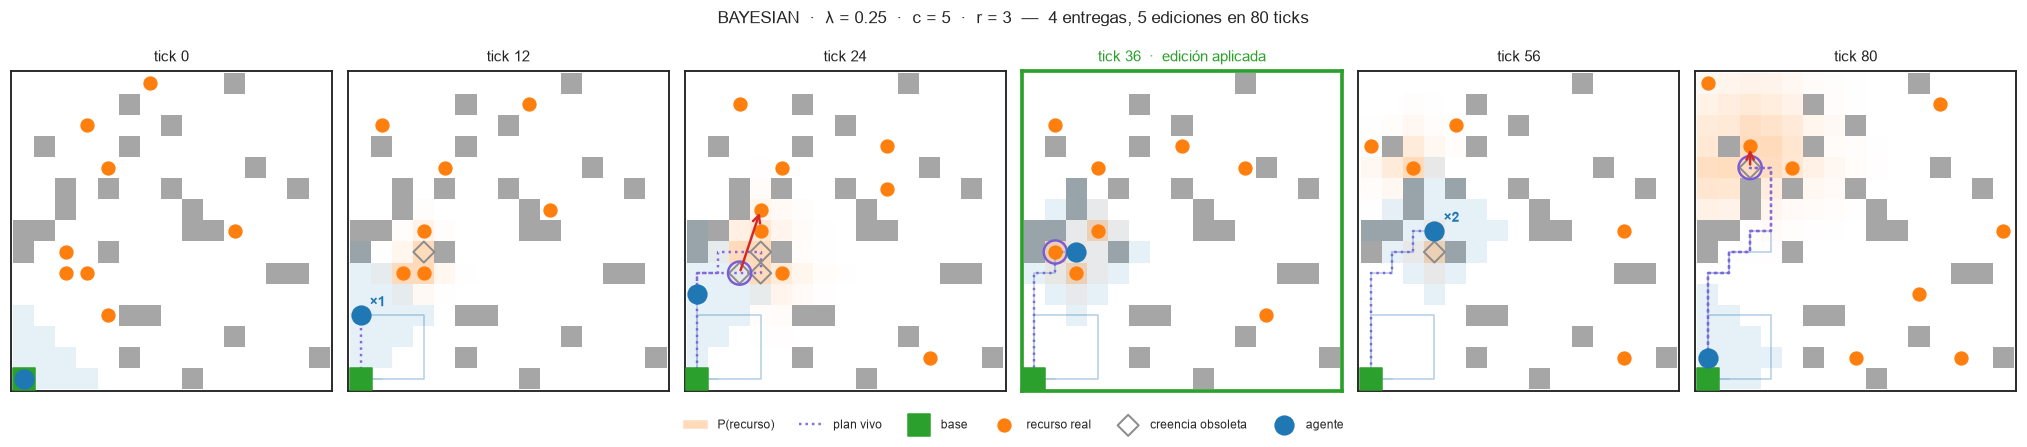 BAYESIAN · λ = 0.25 · c = 5 · r = 3 — 4 entregas, 5 ediciones en 80 ticks
tick 0
tick 12
tick 24
tick 36 · edición aplicada
tick 56
tick 80
×1
×2
P(recurso)
plan vivo
base
recurso real
creencia obsoleta
agente